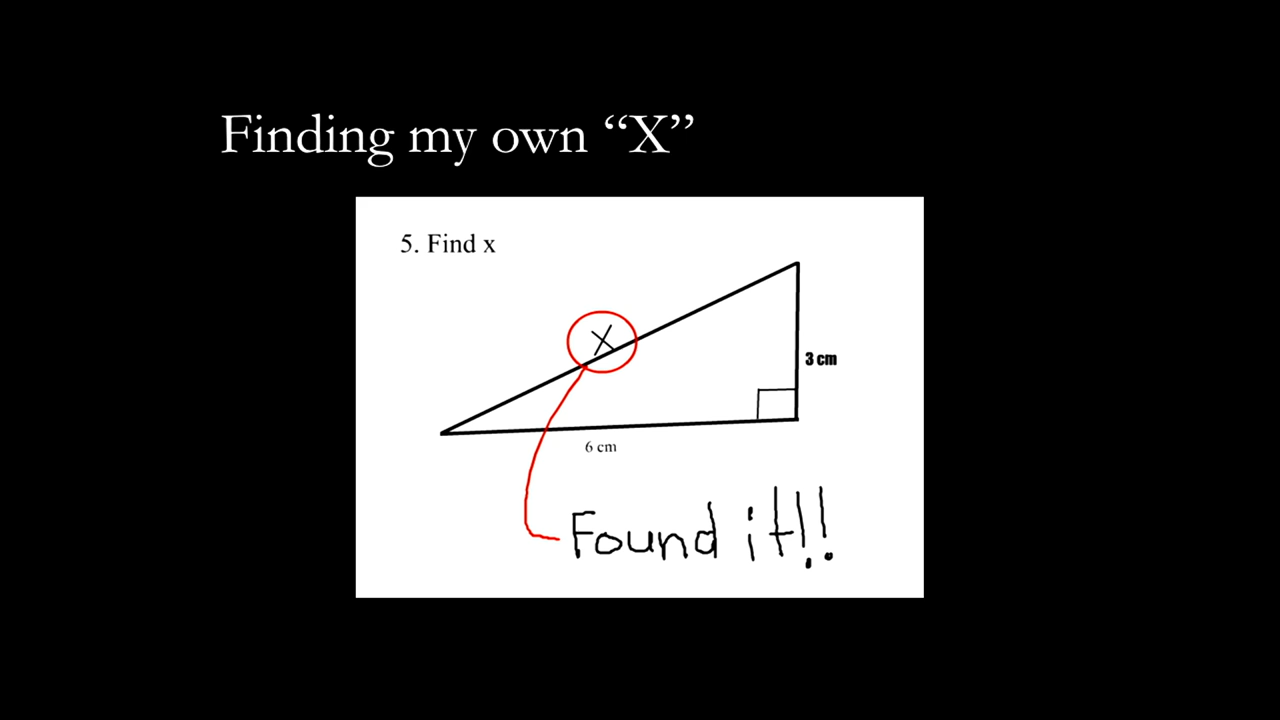 Finding my own “X”
5. Find x
X
3 cm
6 cm
Found it!!